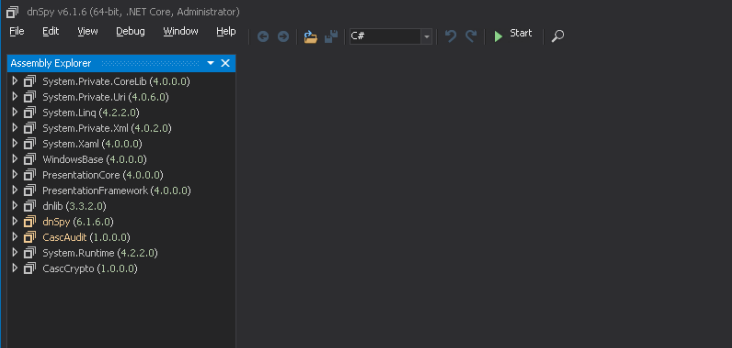 dnSpy v6.1.6 (64-bit, .NET Core, Administrator)
File Edit View Debug Window Help C# Start
Assembly Explorer
System.Private.CoreLib (4.0.0.0)
System.Private.Uri (4.0.6.0)
System.Linq (4.2.2.0)
System.Private.Xml (4.0.2.0)
System.Xaml (4.0.0.0)
WindowsBase (4.0.0.0)
PresentationCore (4.0.0.0)
PresentationFramework (4.0.0.0)
dnlib (3.3.2.0)
dnSpy (6.1.6.0)
CascAudit (1.0.0.0)
System.Runtime (4.2.2.0)
CascCrypto (1.0.0.0)